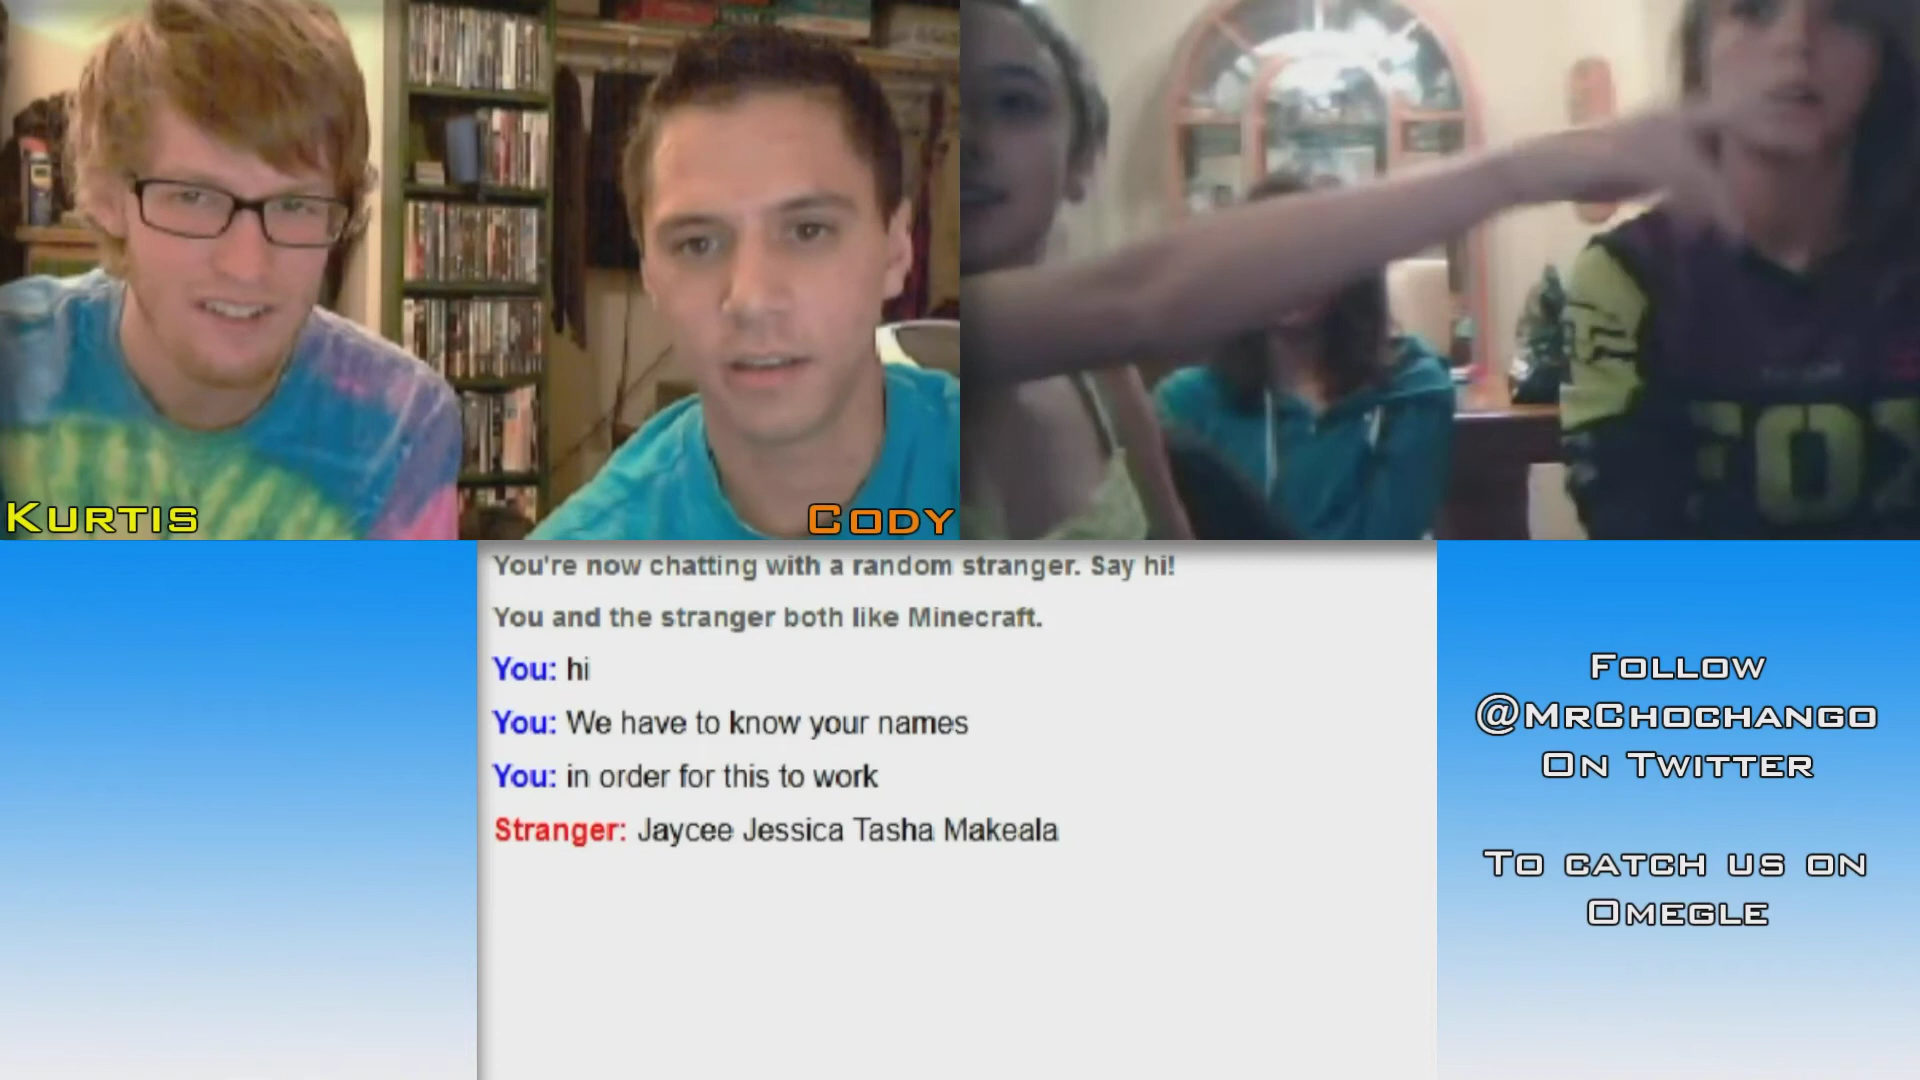 KURTIS
CODY
You're now chatting with a random stranger. Say hi!
You and the stranger both like Minecraft.
You: hi
You: We have to know your names
You: in order for this to work
Stranger: Jaycee Jessica Tasha Makeala
FOLLOW
@MRCHOCHANGO
ON TWITTER
TO CATCH US ON
OMEGLE
FOX